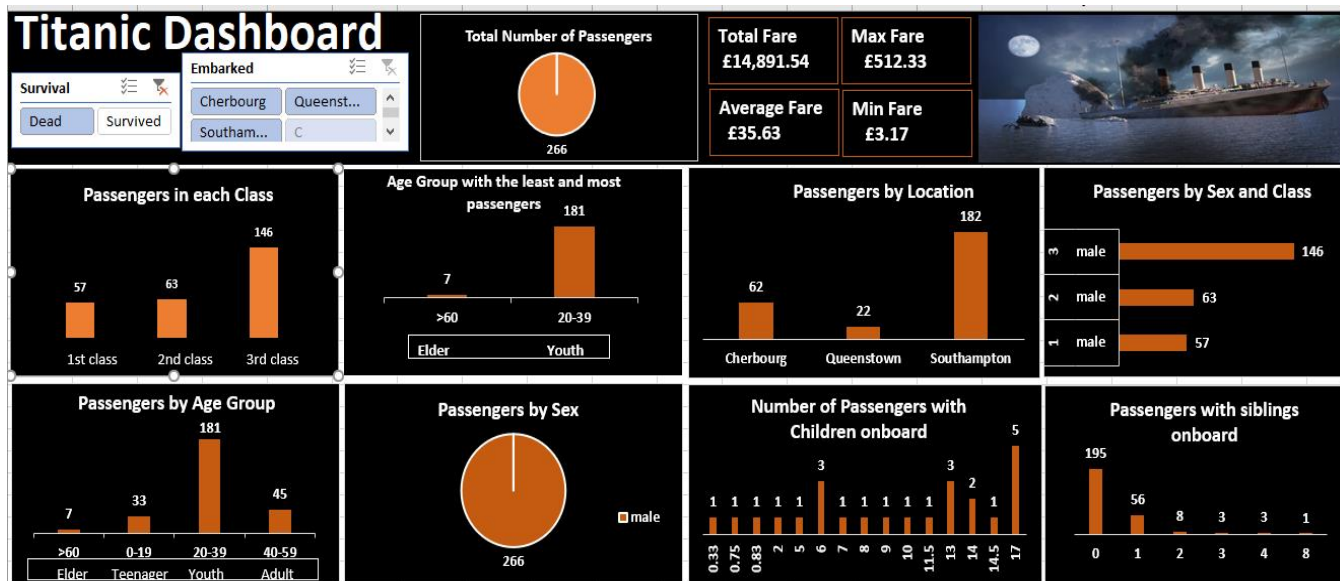 Titanic Dashboard
Survival
Dead
Survived
Embarked
Cherbourg
Queenst...
Southam...
C
Total Number of Passengers
266
Total Fare
£14,891.54
Max Fare
£512.33
Average Fare
£35.63
Min Fare
£3.17
Passengers in each Class
57
63
146
1st class
2nd class
3rd class
Age Group with the least and most
passengers
7
181
>60
20-39
Elder
Youth
Passengers by Location
62
22
182
Cherbourg
Queenstown
Southampton
Passengers by Sex and Class
3 male 146
2 male 63
1 male 57
Passengers by Age Group
7
33
181
45
>60
0-19
20-39
40-59
Elder
Teenager
Youth
Adult
Passengers by Sex
male
266
Number of Passengers with
Children onboard
1 1 1 1 1 3 1 1 1 1 1 3 2 1 5
0.33 0.75 0.83 2 5 6 7 8 9 10 11.5 13 14 14.5 17
Passengers with siblings
onboard
195 56 8 3 3 1
0 1 2 3 4 8